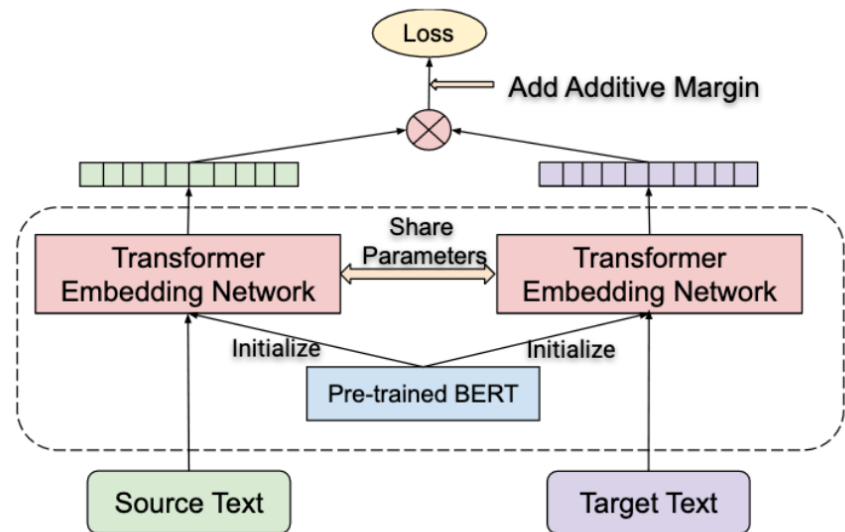 Loss
Add Additive Margin
Share
Parameters
Transformer
Embedding Network
Transformer
Embedding Network
Initialize
Initialize
Pre-trained BERT
Source Text
Target Text